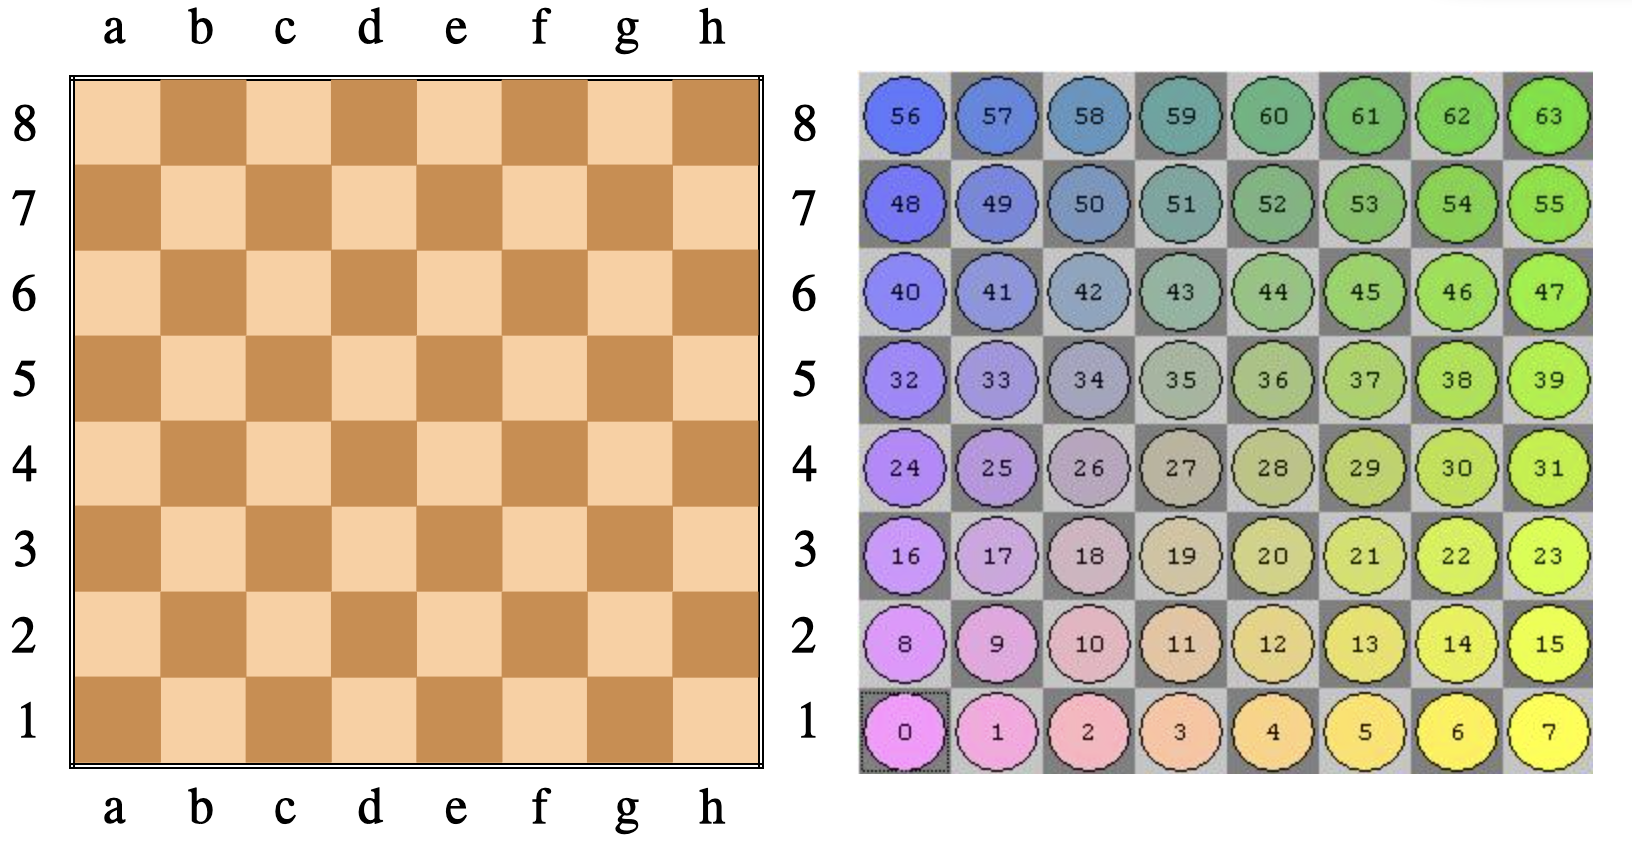 a b c d e f g h
8 8 56 57 58 59 60 61 62 63
7 7 48 49 50 51 52 53 54 55
6 6 40 41 42 43 44 45 46 47
5 5 32 33 34 35 36 37 38 39
4 4 24 25 26 27 28 29 30 31
3 3 16 17 18 19 20 21 22 23
2 2 8 9 10 11 12 13 14 15
1 1 0 1 2 3 4 5 6 7
a b c d e f g h